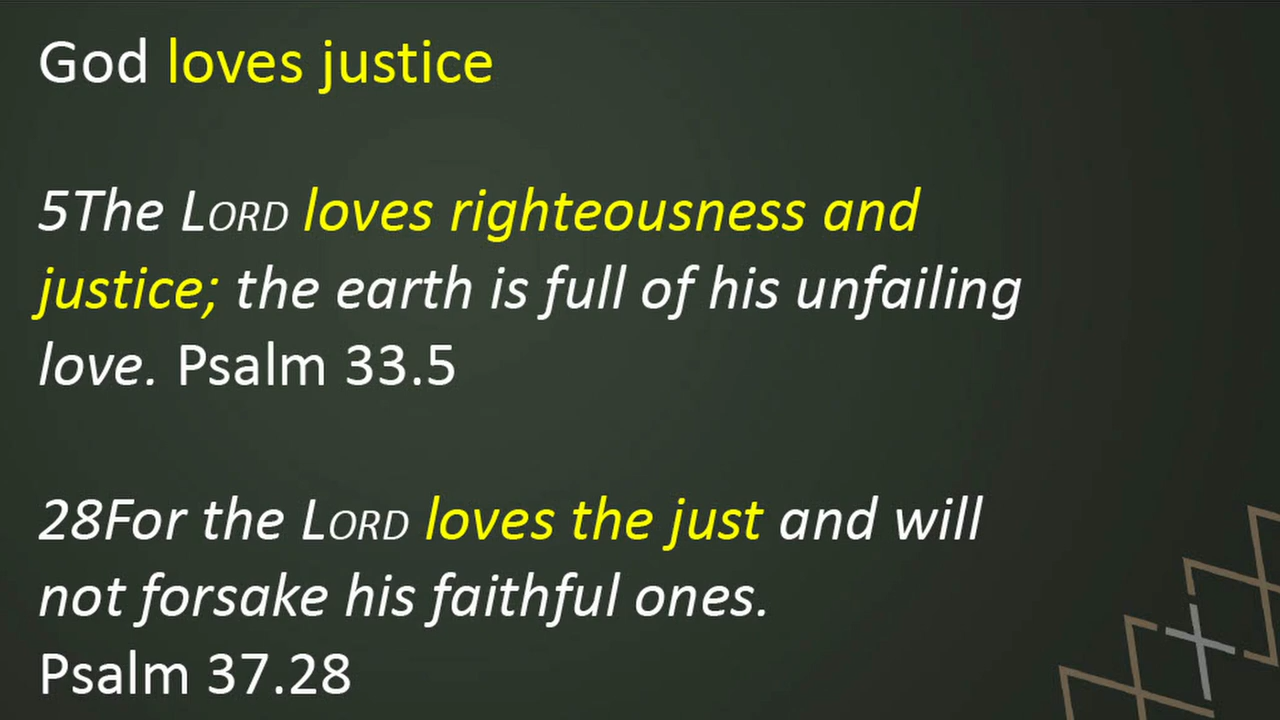 God loves justice
5The LORD loves righteousness and
justice; the earth is full of his unfailing
love. Psalm 33.5
28For the LORD loves the just and will
not forsake his faithful ones.
Psalm 37.28